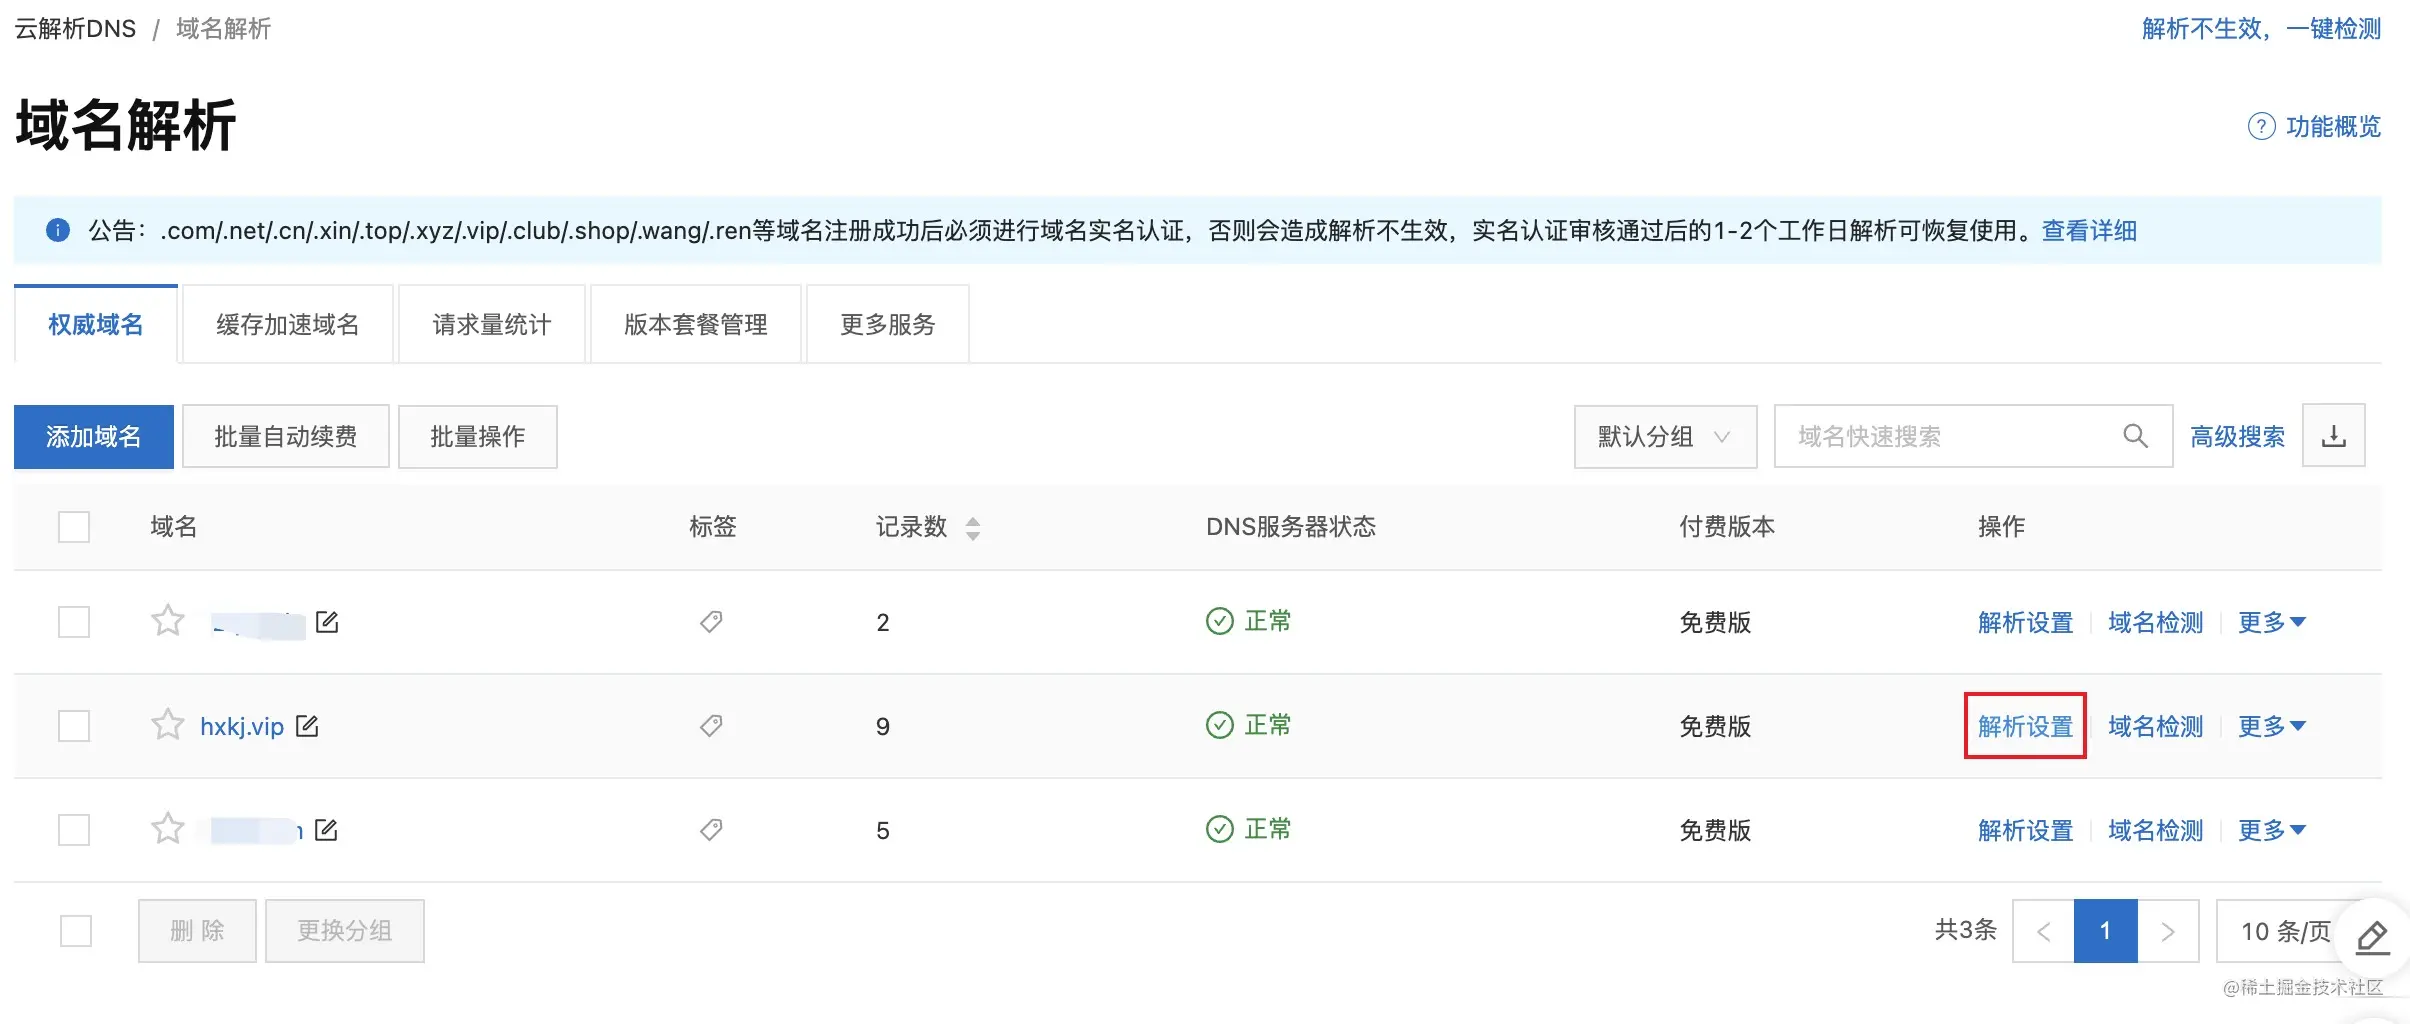 云解析DNS / 域名解析
解析不生效，一键检测
域名解析
? 功能概览
公告：.com/.net/.cn/.xin/.top/.xyz/.vip/.club/.shop/.wang/.ren等域名注册成功后必须进行域名实名认证，否则会造成解析不生效，实名认证审核通过后的1-2个工作日解析可恢复使用。查看详细
权威域名 缓存加速域名 请求量统计 版本套餐管理 更多服务
添加域名 批量自动续费 批量操作 默认分组 域名快速搜索 高级搜索
域名 标签 记录数 DNS服务器状态 付费版本 操作
2 正常 免费版 解析设置 域名检测 更多
hxkj.vip 9 正常 免费版 解析设置 域名检测 更多
5 正常 免费版 解析设置 域名检测 更多
删 除 更换分组 共3条 < 1 > 10 条/页
@稀土掘金技术社区